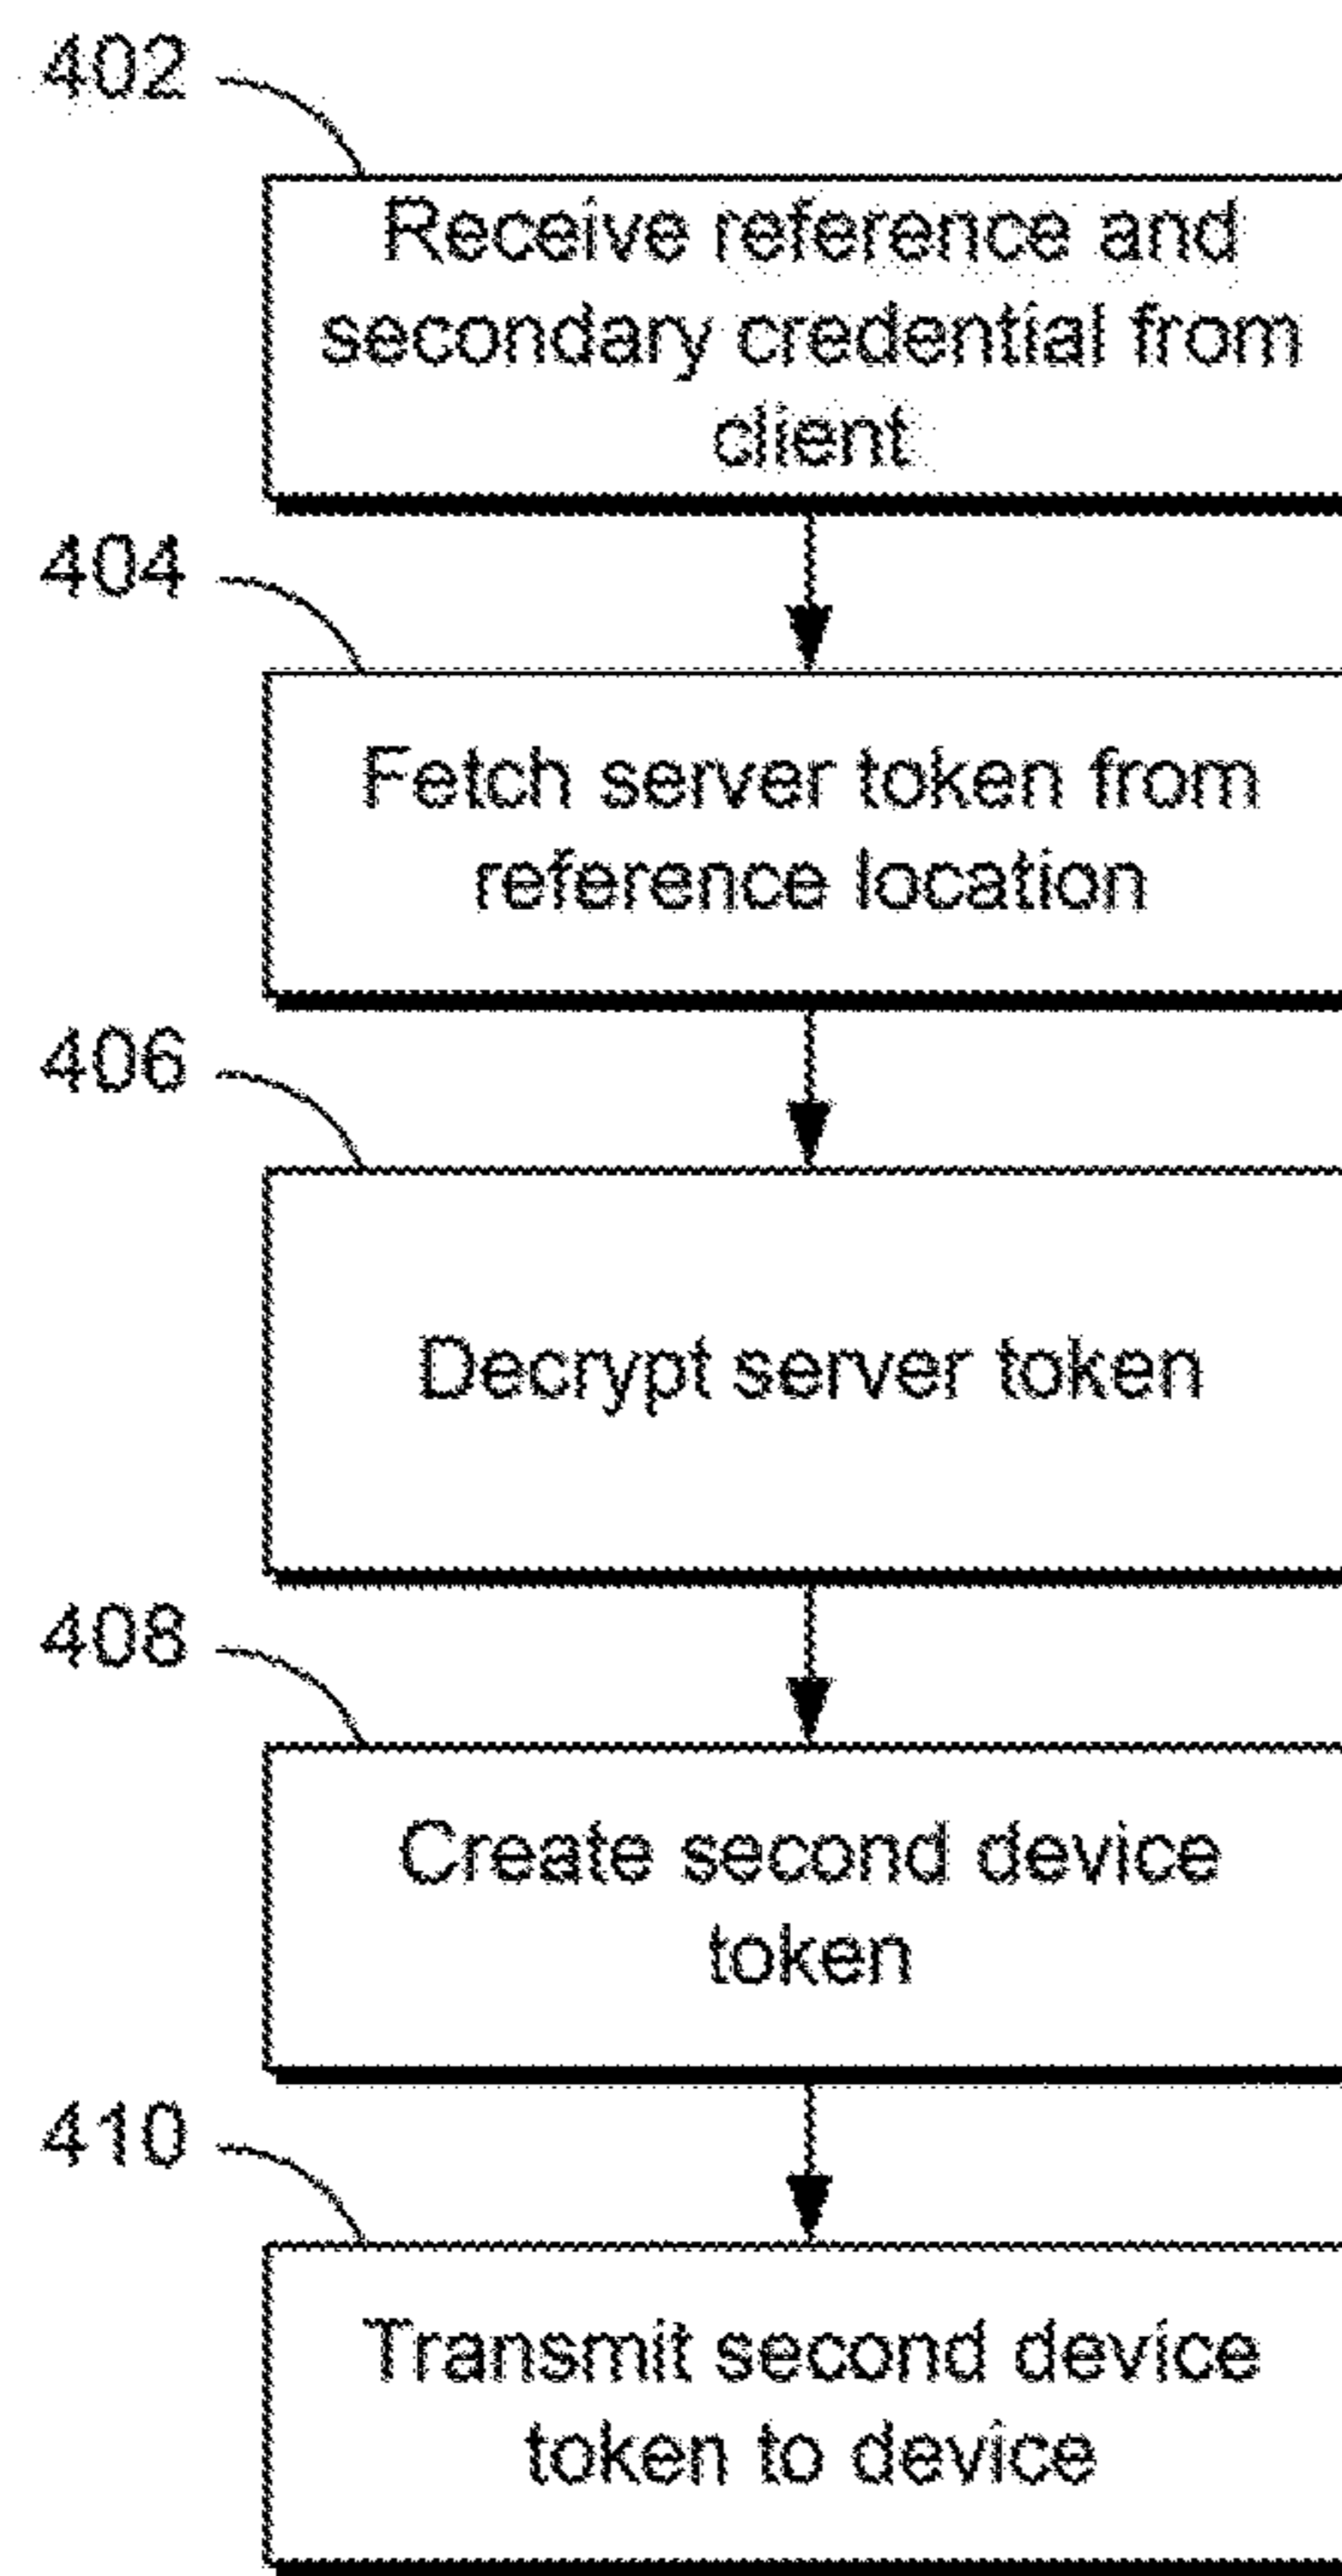 402
Receive reference and
secondary credential from
client
404
Fetch server token from
reference location
406
Decrypt server token
408
Create second device
token
410
Transmit second device
token to device